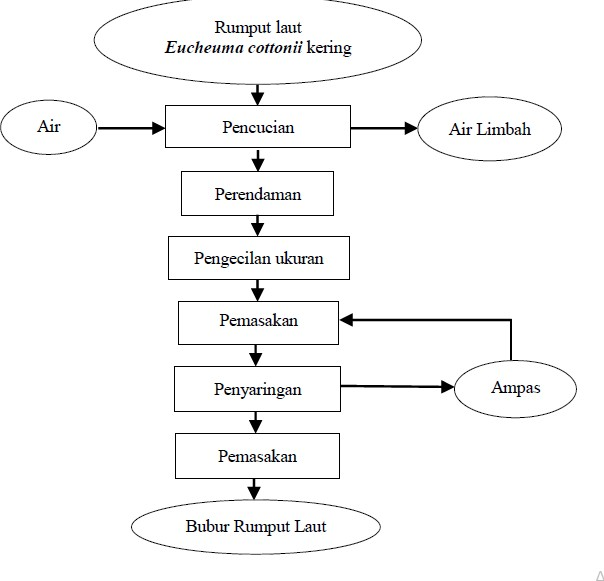 Rumput laut
Eucheuma cottonii kering
Air
Pencucian
Air Limbah
Perendaman
Pengecilan ukuran
Pemasakan
Penyaringan
Ampas
Pemasakan
Bubur Rumput Laut